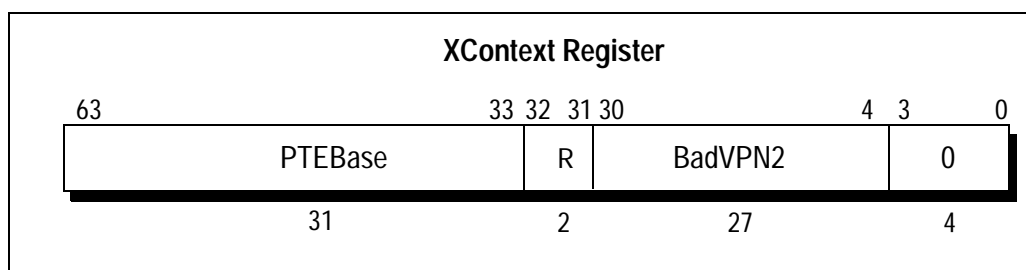 XContext Register
63 33 32 31 30 4 3 0
PTEBase R BadVPN2 0
31 2 27 4